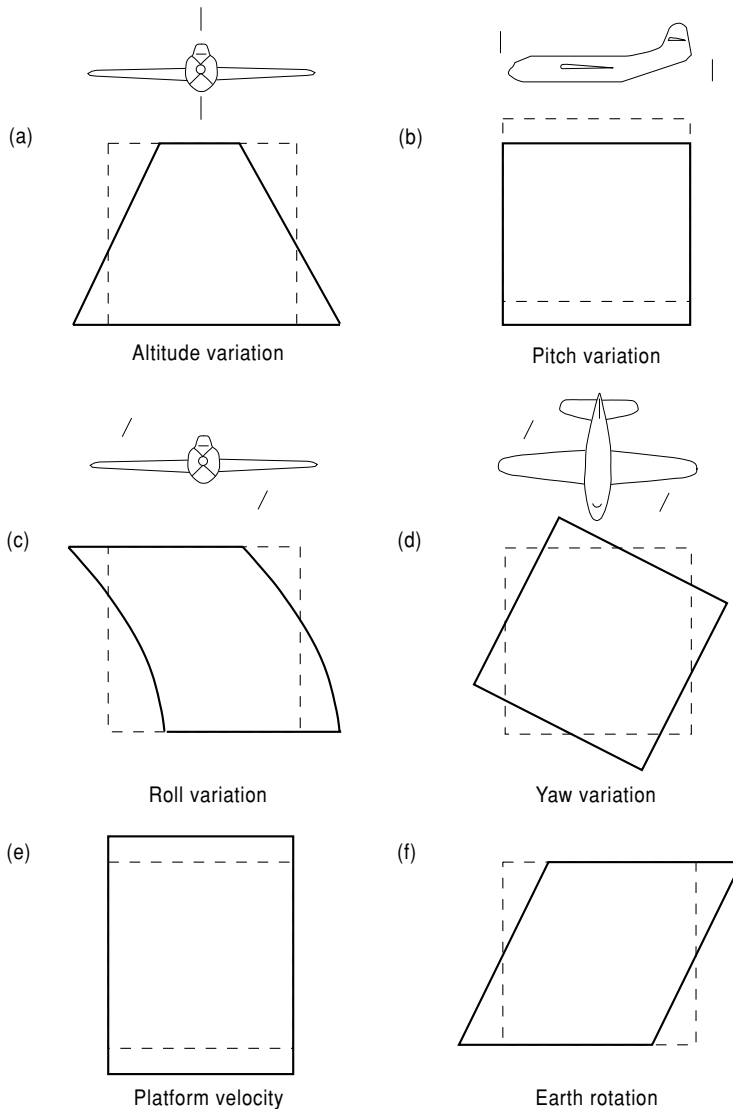 (a)
Altitude variation
(b)
Pitch variation
(c)
Roll variation
(d)
Yaw variation
(e)
Platform velocity
(f)
Earth rotation